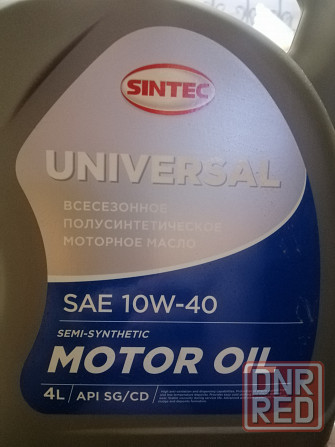 SINTEC
UNIVERSAL
ВСЕСЕЗОННОЕ
ПОЛУСИНТЕТИЧЕСКОЕ
МОТОРНОЕ МАСЛО
SAE 10W-40
SEMI-SYNTHETIC
MOTOR OIL
4L API SG/CD
DNR
RED